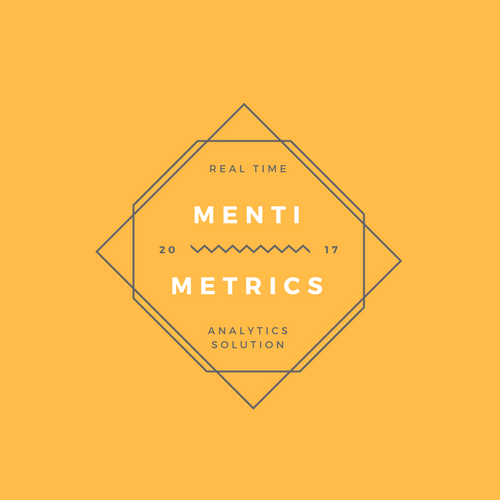 REAL TIME
MENTI
20 17
METRICS
ANALYTICS
SOLUTION